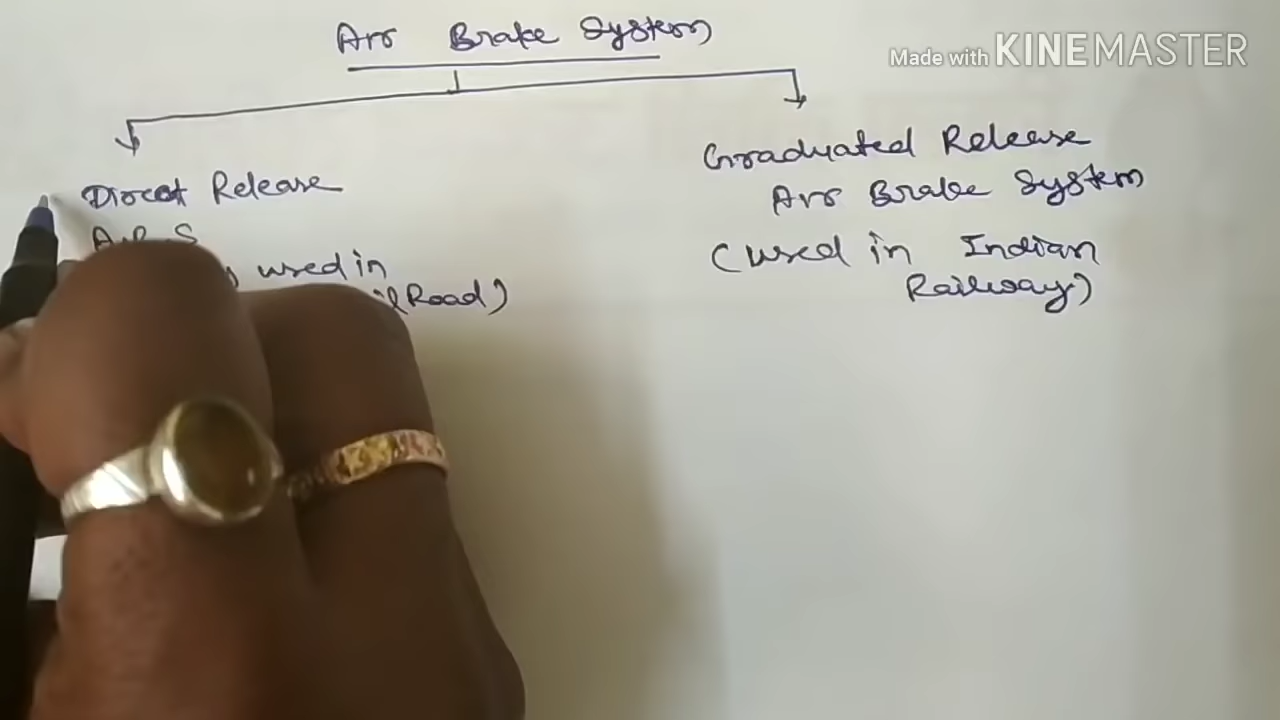 Air Brake System
Made with KINEMASTER
Direct Release
A.B.S
used in
Road)
Graduated Release
Air Brake System
(used in Indian
Railway)